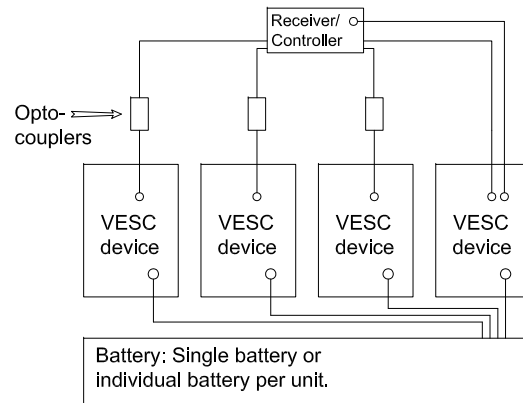 Receiver/
Controller
Opto-
couplers
VESC
device
VESC
device
VESC
device
VESC
device
Battery: Single battery or
individual battery per unit.